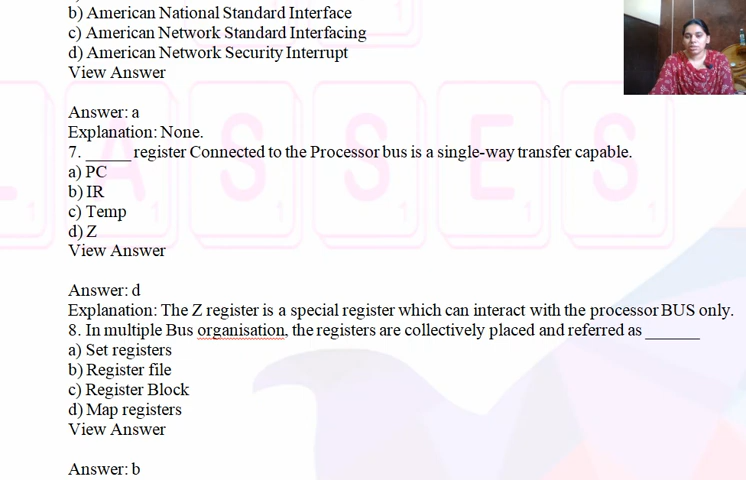 b) American National Standard Interface
c) American Network Standard Interfacing
d) American Network Security Interrupt
View Answer
Answer: a
Explanation: None.
7. _____ register Connected to the Processor bus is a single-way transfer capable.
a) PC
b) IR
c) Temp
d) Z
View Answer
Answer: d
Explanation: The Z register is a special register which can interact with the processor BUS only.
8. In multiple Bus organisation, the registers are collectively placed and referred as ______
a) Set registers
b) Register file
c) Register Block
d) Map registers
View Answer
Answer: b
L A S S E S